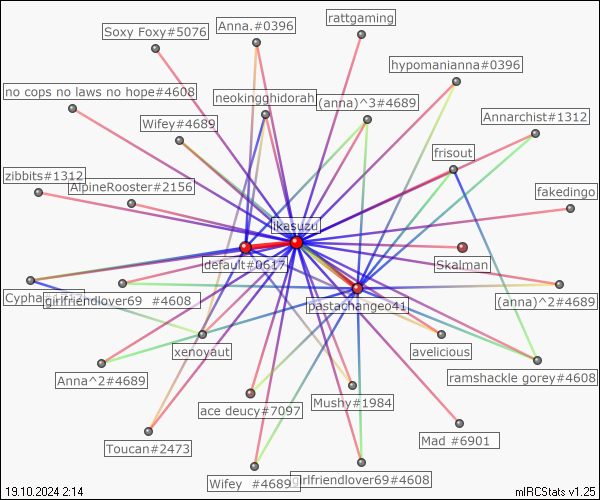 rattgaming
Anna.#0396
Soxy Foxy#5076
hypomanianna#0396
no cops no laws no hope#4608
neokingghidorah
(anna)^3#4689
Annarchist#1312
Wifey#4689
frisout
zibbits#1312
AlpineRooster#2156
fakedingo
ikasuzu
default#0617
Skalman
girlfriendlover69 #4608
(anna)^2#4689
pastachangeo41
xenoyaut
avelicious
Anna^2#4689
ramshackle gorey#4608
ace deucy#7097
Mushy#1984
Toucan#2473
Mad #6901
Wifey #4689
girlfriendlover69#4608
19.10.2024 2:14
mIRCStats v1.25